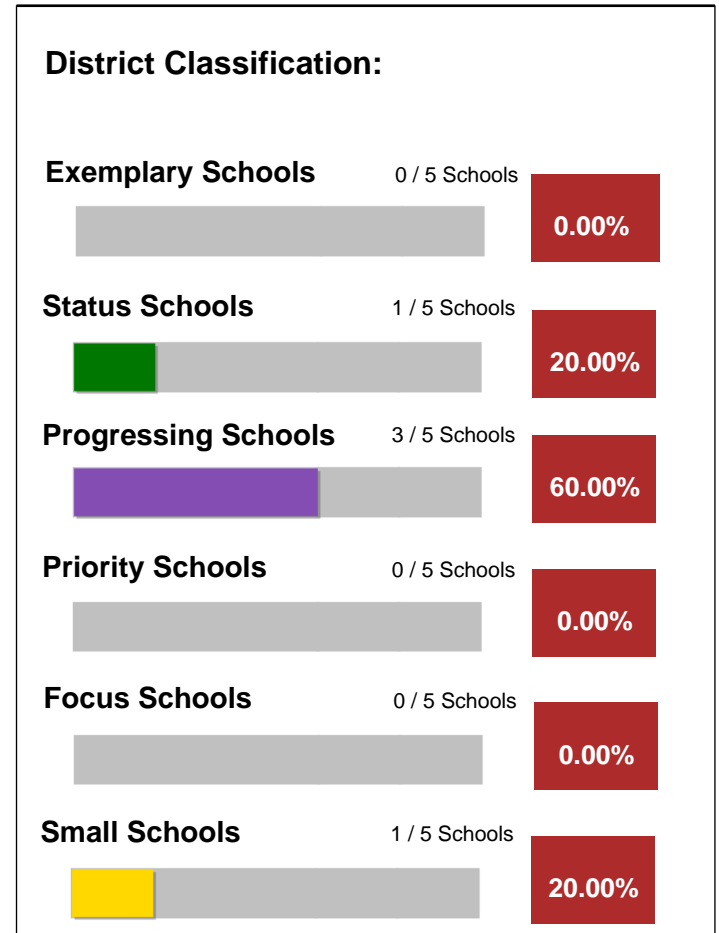 District Classification:
Exemplary Schools 0 / 5 Schools
0.00%
Status Schools 1 / 5 Schools
20.00%
Progressing Schools 3 / 5 Schools
60.00%
Priority Schools 0 / 5 Schools
0.00%
Focus Schools 0 / 5 Schools
0.00%
Small Schools 1 / 5 Schools
20.00%